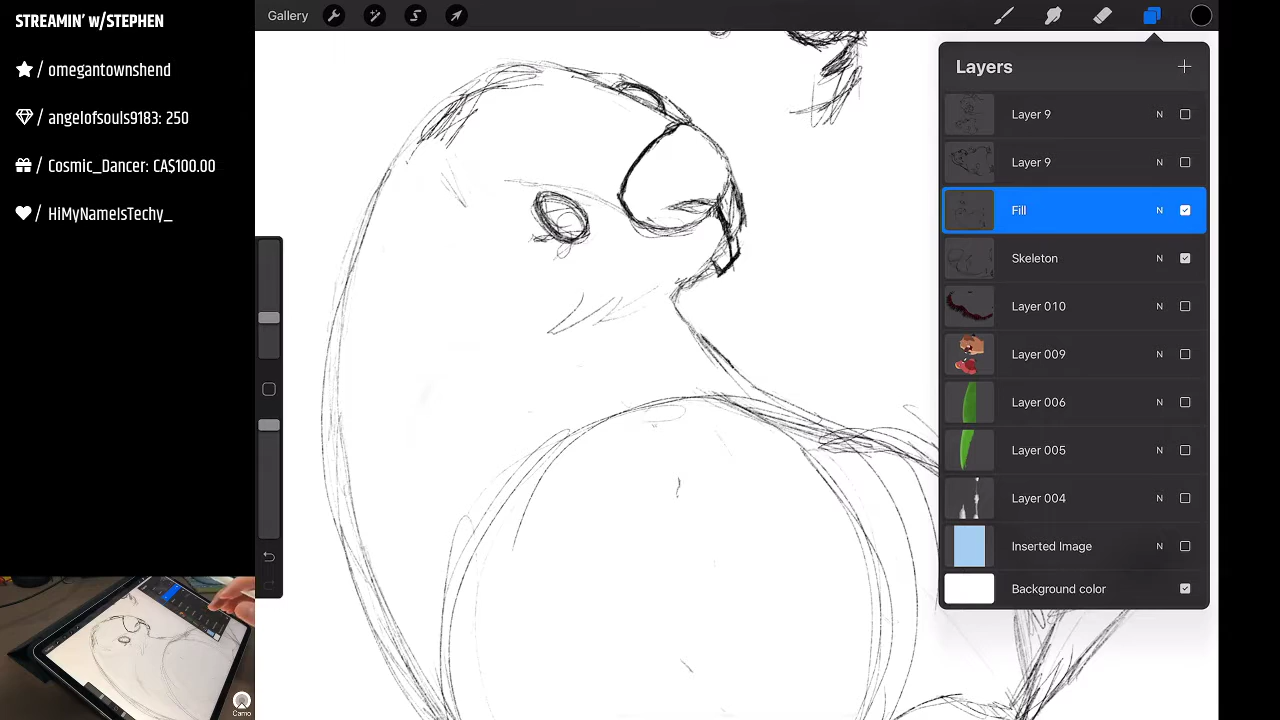 STREAMIN' w/STEPHEN
/ omegantownshend
/ angelofsouls9183: 250
/ Cosmic_Dancer: CA$100.00
/ HiMyNameIsTechy_
Gallery
Layers
Layer 9 N
Layer 9 N
Fill N
Skeleton N
Layer 010 N
Layer 009 N
Layer 006 N
Layer 005 N
Layer 004 N
Inserted Image N
Background color
Camo